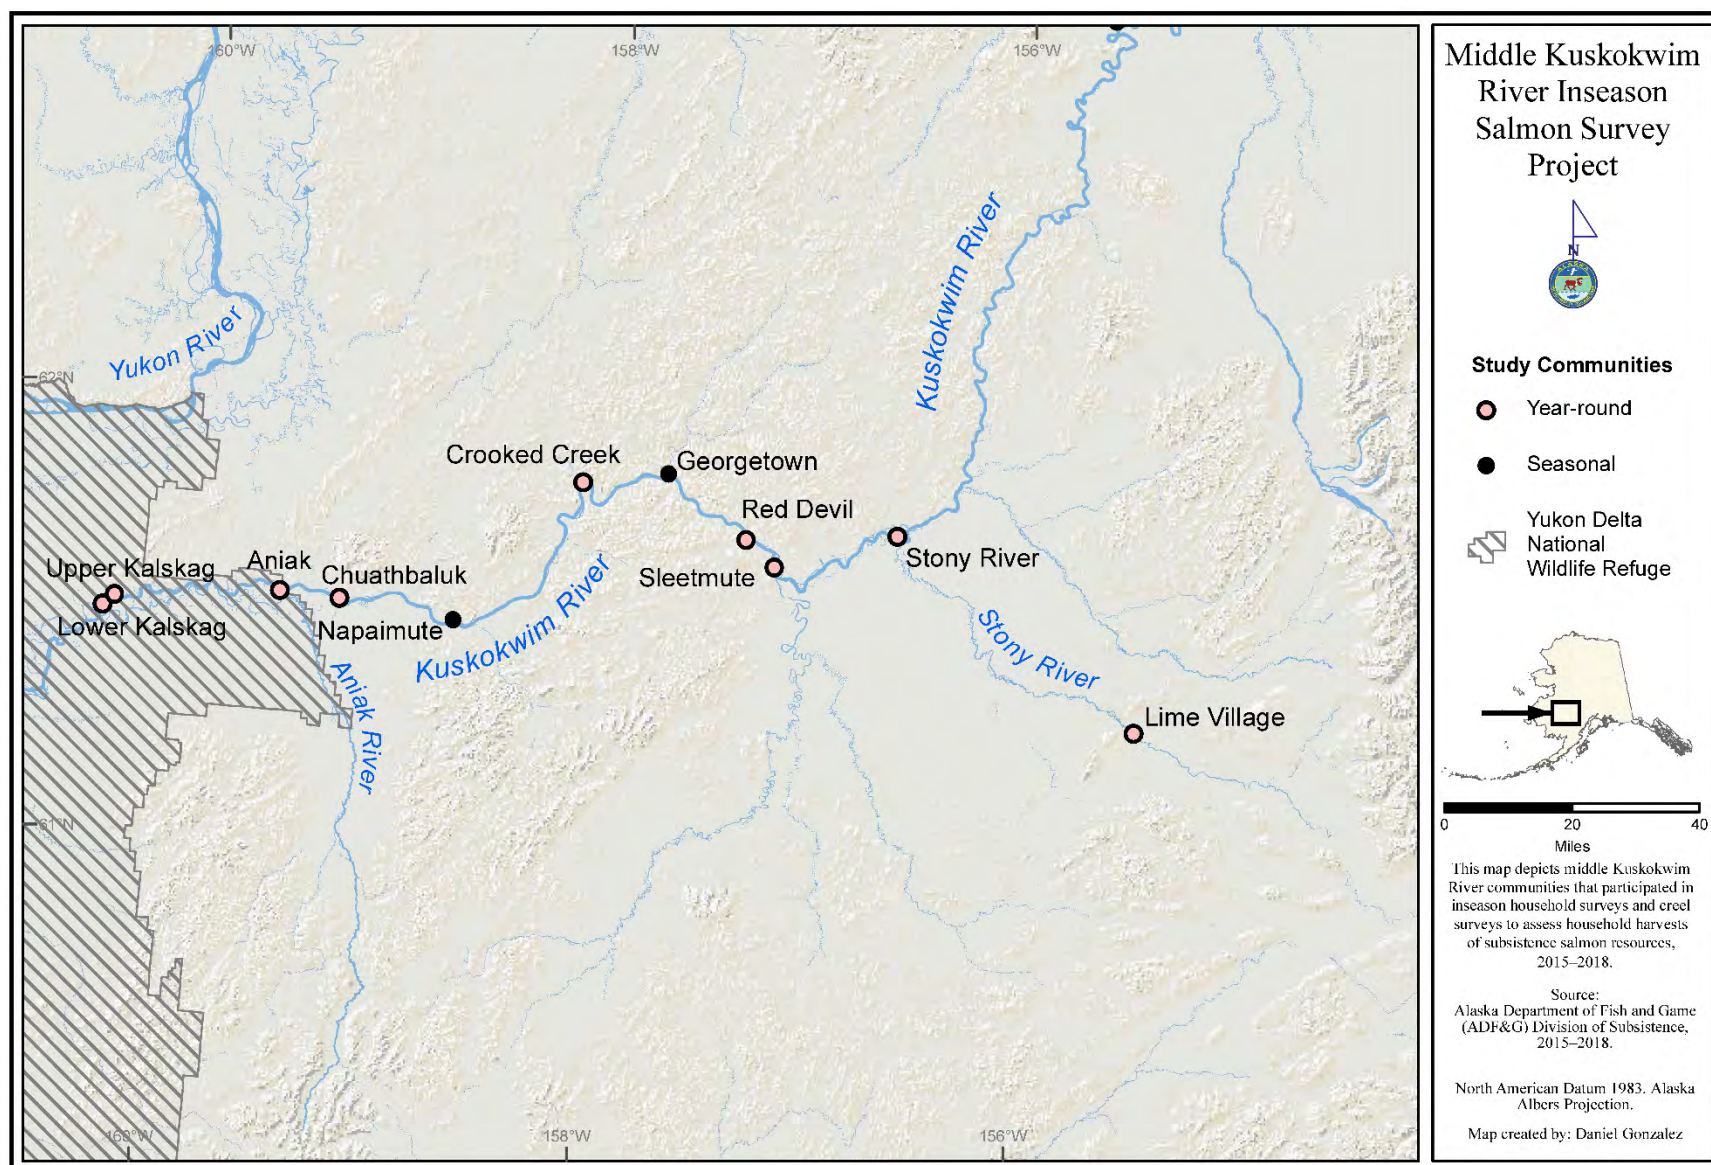 160°W
158°W
156°W
Yukon River
62°N
Kuskokwim River
Crooked Creek
Georgetown
Red Devil
Upper Kalskag
Aniak
Chuathbaluk
Sleetmute
Stony River
Lower Kalskag
Napaimute
Kuskokwim River
Stony River
Aniak River
Lime Village
61°N
160°W
158°W
156°W
Middle Kuskokwim
River Inseason
Salmon Survey
Project
N
Study Communities
Year-round
Seasonal
Yukon Delta
National
Wildlife Refuge
0 20 40
Miles
This map depicts middle Kuskokwim
River communities that participated in
inseason household surveys and creel
surveys to assess household harvests
of subsistence salmon resources,
2015–2018.
Source:
Alaska Department of Fish and Game
(ADF&G) Division of Subsistence,
2015–2018.
North American Datum 1983. Alaska
Albers Projection.
Map created by: Daniel Gonzalez